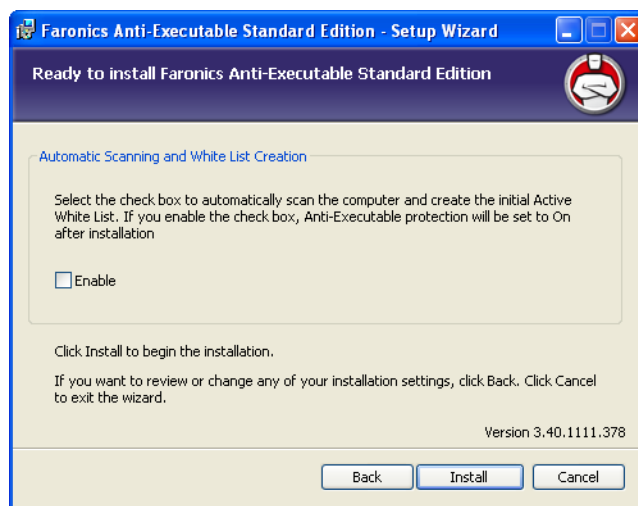 Faronics Anti-Executable Standard Edition - Setup Wizard
Ready to install Faronics Anti-Executable Standard Edition
Automatic Scanning and White List Creation
Select the check box to automatically scan the computer and create the initial Active
White List. If you enable the check box, Anti-Executable protection will be set to On
after installation
Enable
Click Install to begin the installation.
If you want to review or change any of your installation settings, click Back. Click Cancel
to exit the wizard.
Version 3.40.1111.378
Back Install Cancel